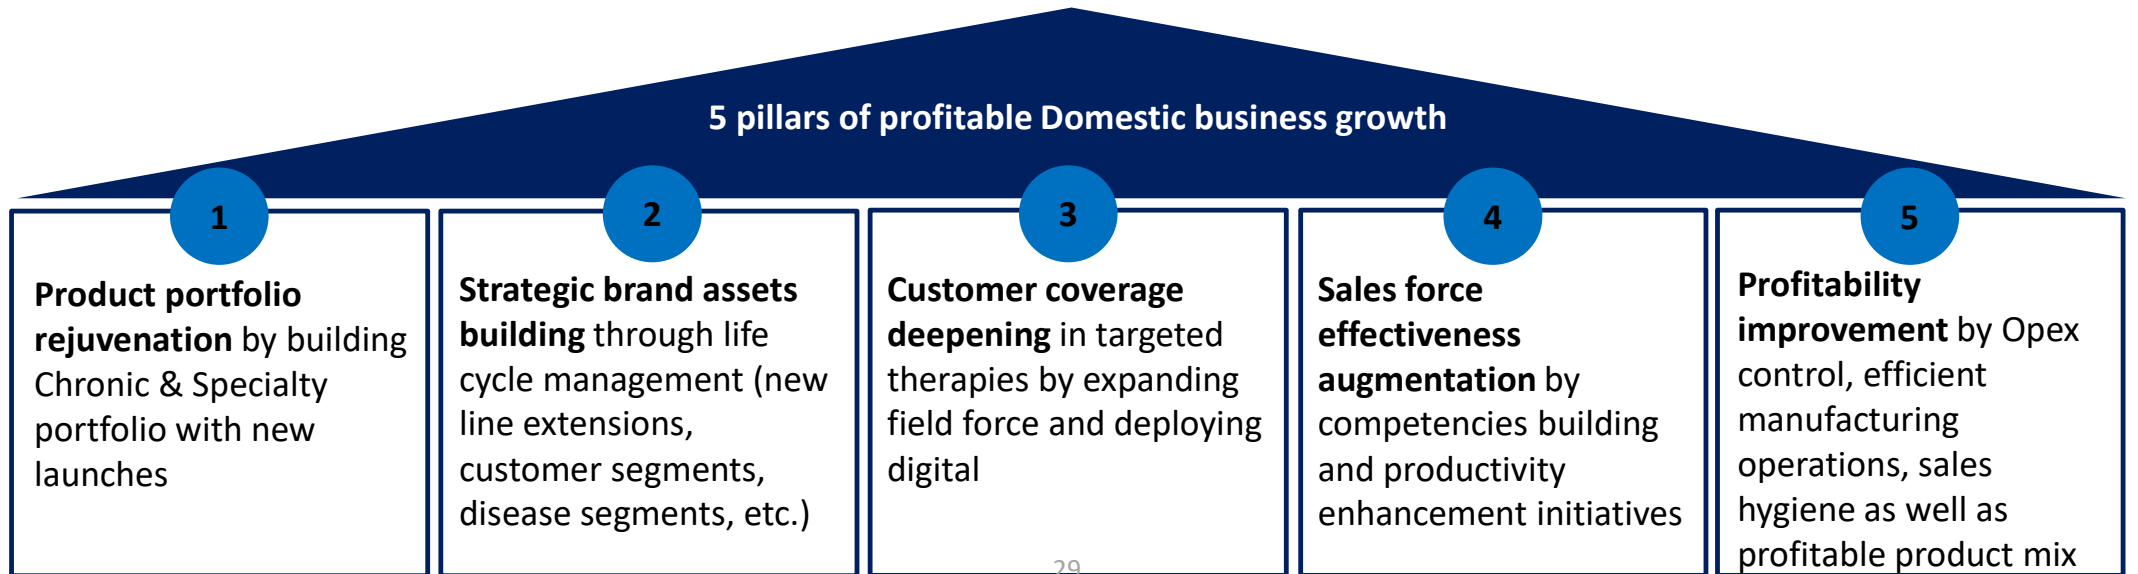 5 pillars of profitable Domestic business growth
1
Product portfolio
rejuvenation by building
Chronic & Specialty
portfolio with new
launches
2
Strategic brand assets
building through life
cycle management (new
line extensions,
customer segments,
disease segments, etc.)
3
Customer coverage
deepening in targeted
therapies by expanding
field force and deploying
digital
4
Sales force
effectiveness
augmentation by
competencies building
and productivity
enhancement initiatives
5
Profitability
improvement by Opex
control, efficient
manufacturing
operations, sales
hygiene as well as
profitable product mix
29